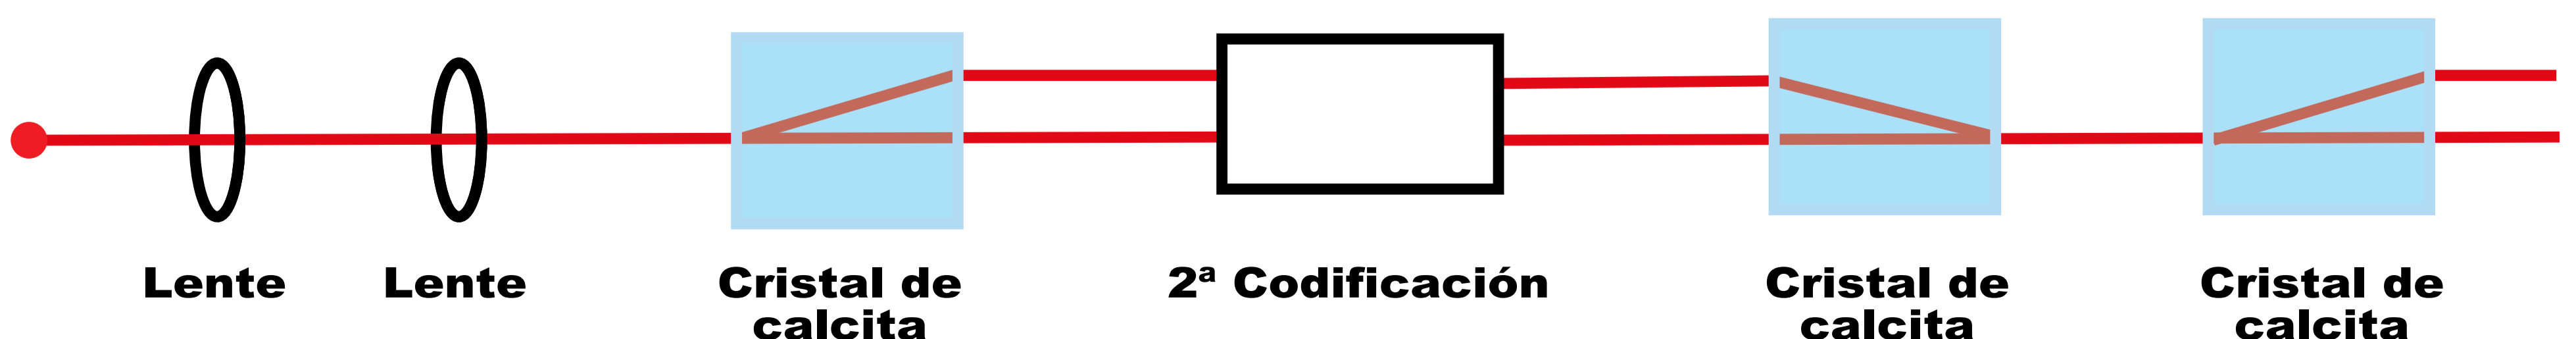 Lente
Lente
Cristal de
calcita
2ª Codificación
Cristal de
calcita
Cristal de
calcita